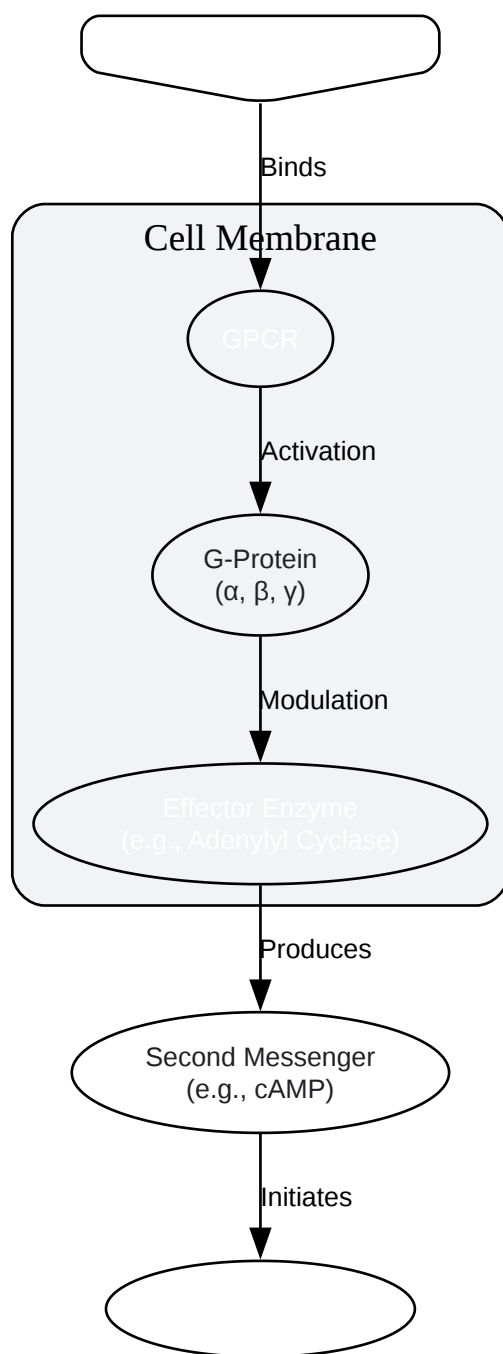 Binds
Cell Membrane
GPCR
Activation
G-Protein
(α, β, γ)
Modulation
Effector Enzyme
(e.g., Adenylyl Cyclase)
Produces
Second Messenger
(e.g., cAMP)
Initiates